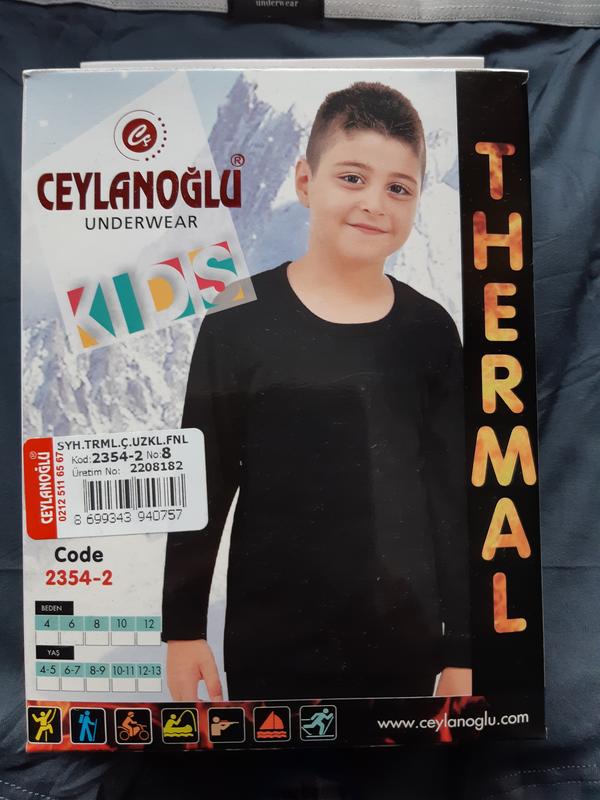 underwear
CEYLANOĞLU®
UNDERWEAR
KIDS
THERMAL
CEYLANOĞLU®
0212 511 65 67
SYH.TRML.Ç.UZKL.FNL
Kod:2354-2 No:8
Üretim No: 2208182
8 699343 940757
Code
2354-2
BEDEN
4 6 8 10 12
YAŞ
4-5 6-7 8-9 10-11 12-13
www.ceylanoglu.com